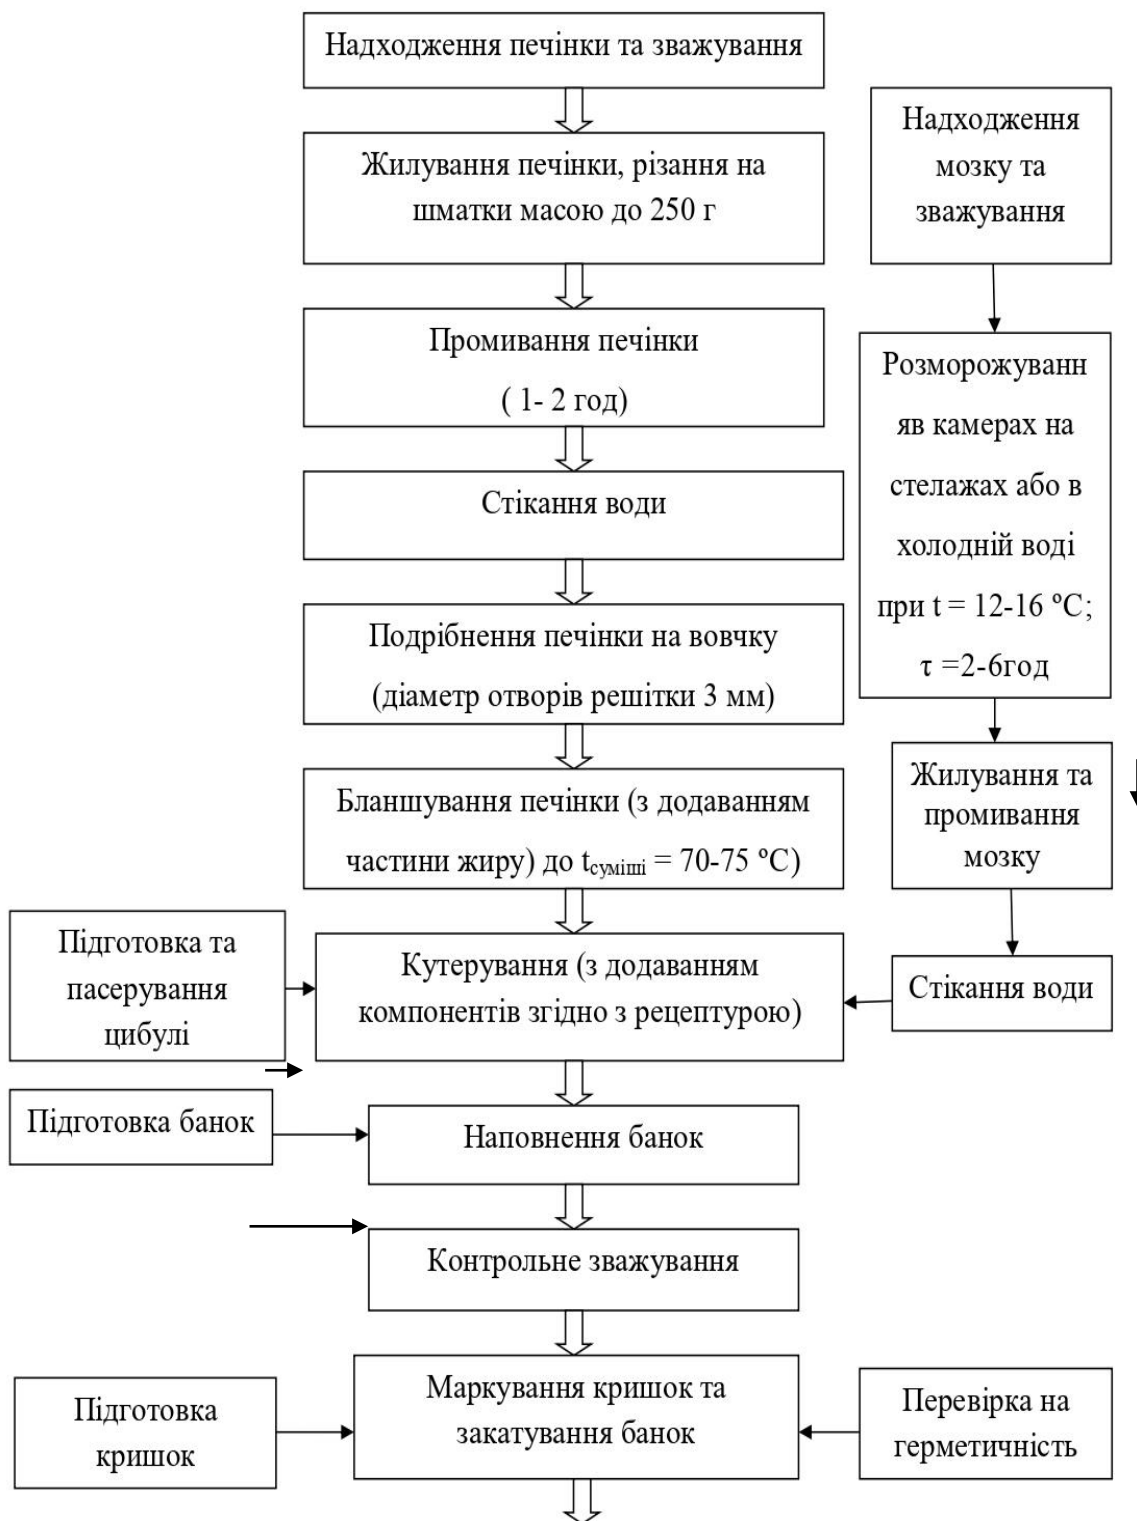 Надходження печінки та зважування
Жилування печінки, різання на
шматки масою до 250 г
Промивання печінки
( 1- 2 год)
Стікання води
Подрібнення печінки на вовчку
(діаметр отворів решітки 3 мм)
Бланшування печінки (з додаванням
частини жиру) до tсуміші = 70-75 ºС)
Надходження
мозку та
зважування
Розморожуванн
яв камерах на
стелажах або в
холодній воді
при t = 12-16 ºС;
τ =2-6год
Жилування та
промивання
мозку
Стікання води
Підготовка та
пасерування
цибулі
Кутерування (з додаванням
компонентів згідно з рецептурою)
Підготовка банок
Наповнення банок
Контрольне зважування
Підготовка
кришок
Маркування кришок та
закатування банок
Перевірка на
герметичність